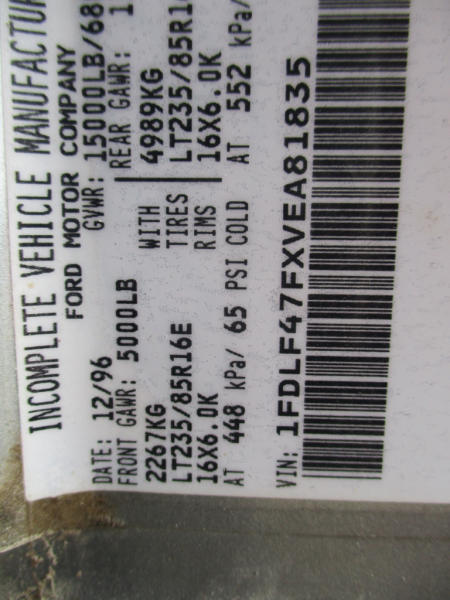 INCOMPLETE VEHICLE MANUFACTUR
FORD MOTOR COMPANY
DATE: 12/96 GVWR: 15000LB/68
FRONT GAWR: 5000LB REAR GAWR: 1
2267KG WITH 4989KG
LT235/85R16E TIRES LT235/85R16
16X6.0K RIMS 16X6.0K
AT 448 kPa/ 65 PSI COLD AT 552 kPa/
VIN: 1FDLF47FXVEA81835